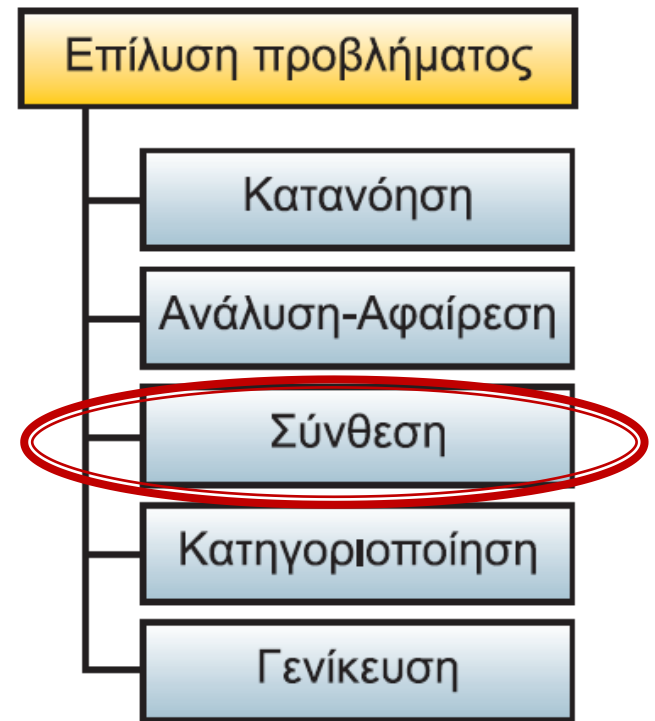 Επίλυση προβλήματος
Κατανόηση
Ανάλυση-Αφαίρεση
Σύνθεση
Κατηγοριοποίηση
Γενίκευση